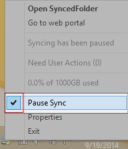 Open SyncedFolder
Go to web portal
Syncing has been paused
Need User Actions (0)
0.0% of 1000GB used
Pause Sync
Properties
Exit
9/19/2014